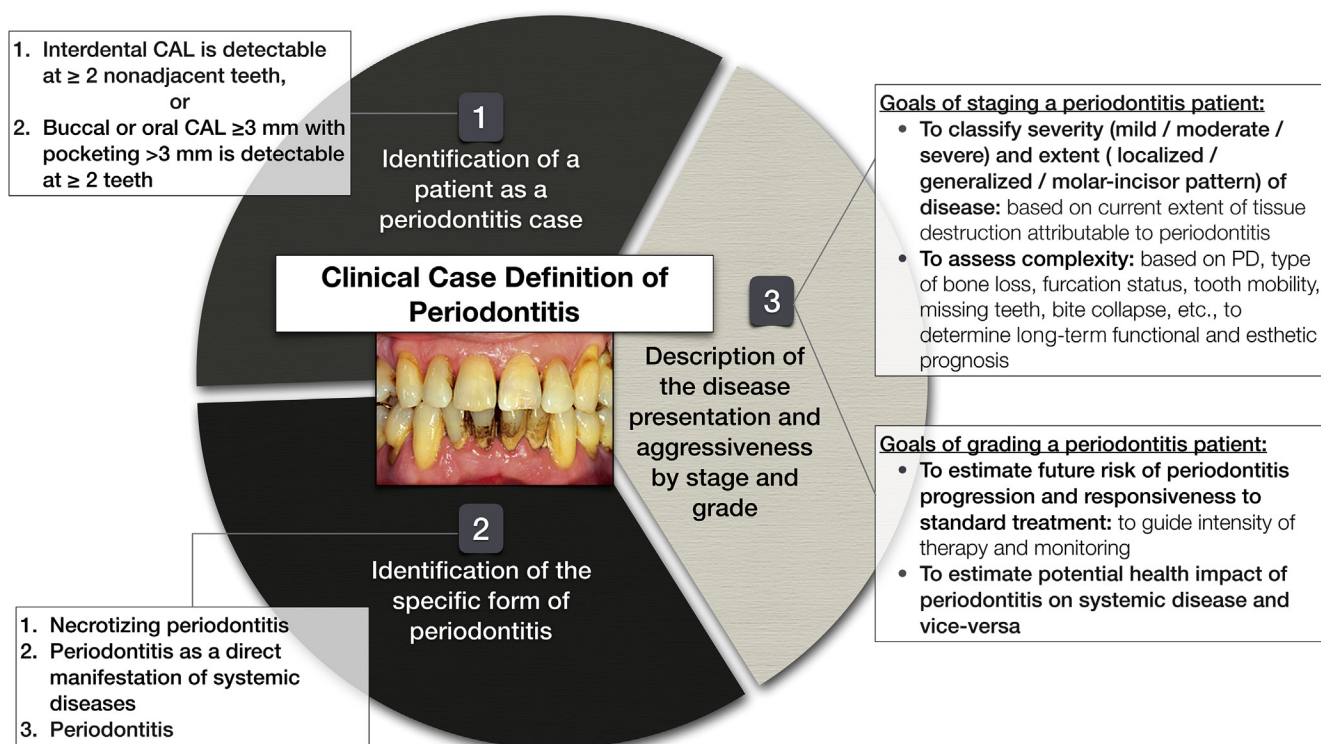 1. Interdental CAL is detectable
at ≥ 2 nonadjacent teeth,
or
2. Buccal or oral CAL ≥3 mm with
pocketing >3 mm is detectable
at ≥ 2 teeth
1
Identification of a
patient as a
periodontitis case
Clinical Case Definition of
Periodontitis
2
Identification of the
specific form of
periodontitis
1. Necrotizing periodontitis
2. Periodontitis as a direct
manifestation of systemic
diseases
3. Periodontitis
3
Description of
the disease
presentation and
aggressiveness
by stage and
grade
Goals of staging a periodontitis patient:
• To classify severity (mild / moderate /
severe) and extent ( localized /
generalized / molar-incisor pattern) of
disease: based on current extent of tissue
destruction attributable to periodontitis
• To assess complexity: based on PD, type
of bone loss, furcation status, tooth mobility,
missing teeth, bite collapse, etc., to
determine long-term functional and esthetic
prognosis
Goals of grading a periodontitis patient:
• To estimate future risk of periodontitis
progression and responsiveness to
standard treatment: to guide intensity of
therapy and monitoring
• To estimate potential health impact of
periodontitis on systemic disease and
vice-versa